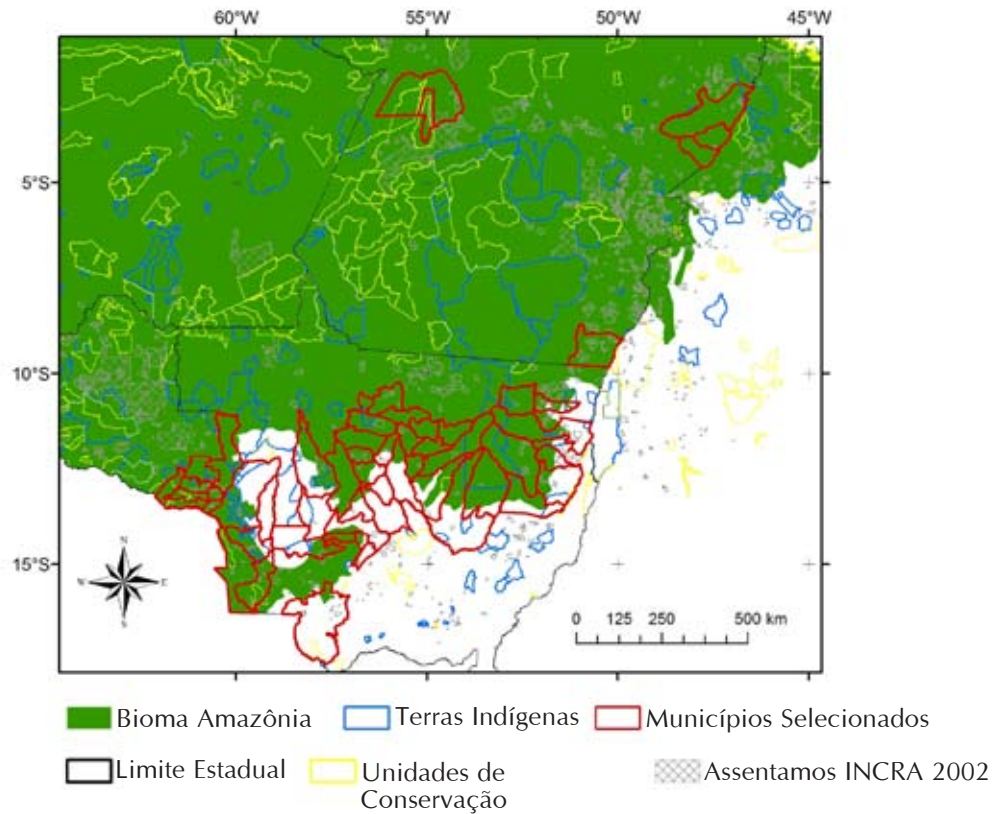 60°W 55°W 50°W 45°W
5°S
10°S
15°S
N
W E
S
0 125 250 500 km
Bioma Amazônia Terras Indígenas Municípios Selecionados
Limite Estadual Unidades de Conservação Assentamos INCRA 2002